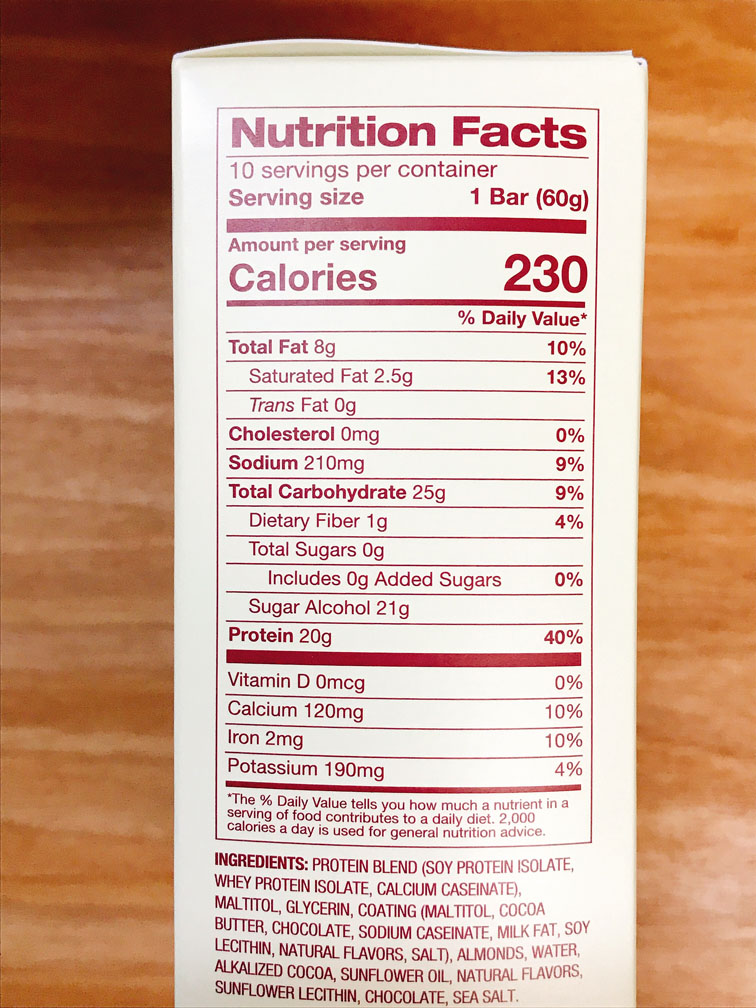 Nutrition Facts
10 servings per container
Serving size 1 Bar (60g)
Amount per serving
Calories 230
% Daily Value*
Total Fat 8g 10%
Saturated Fat 2.5g 13%
Trans Fat 0g
Cholesterol 0mg 0%
Sodium 210mg 9%
Total Carbohydrate 25g 9%
Dietary Fiber 1g 4%
Total Sugars 0g
Includes 0g Added Sugars 0%
Sugar Alcohol 21g
Protein 20g 40%
Vitamin D 0mcg 0%
Calcium 120mg 10%
Iron 2mg 10%
Potassium 190mg 4%
*The % Daily Value tells you how much a nutrient in a
serving of food contributes to a daily diet. 2,000
calories a day is used for general nutrition advice.
INGREDIENTS: PROTEIN BLEND (SOY PROTEIN ISOLATE,
WHEY PROTEIN ISOLATE, CALCIUM CASEINATE),
MALTITOL, GLYCERIN, COATING (MALTITOL, COCOA
BUTTER, CHOCOLATE, SODIUM CASEINATE, MILK FAT, SOY
LECITHIN, NATURAL FLAVORS, SALT), ALMONDS, WATER,
ALKALIZED COCOA, SUNFLOWER OIL, NATURAL FLAVORS,
SUNFLOWER LECITHIN, CHOCOLATE, SEA SALT.